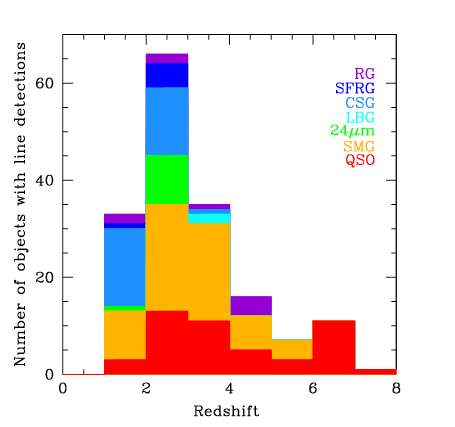 Number of objects with line detections
60
40
20
0
RG
SFRG
CSG
LBG
24μm
SMG
QSO
0 2 4 6 8
Redshift